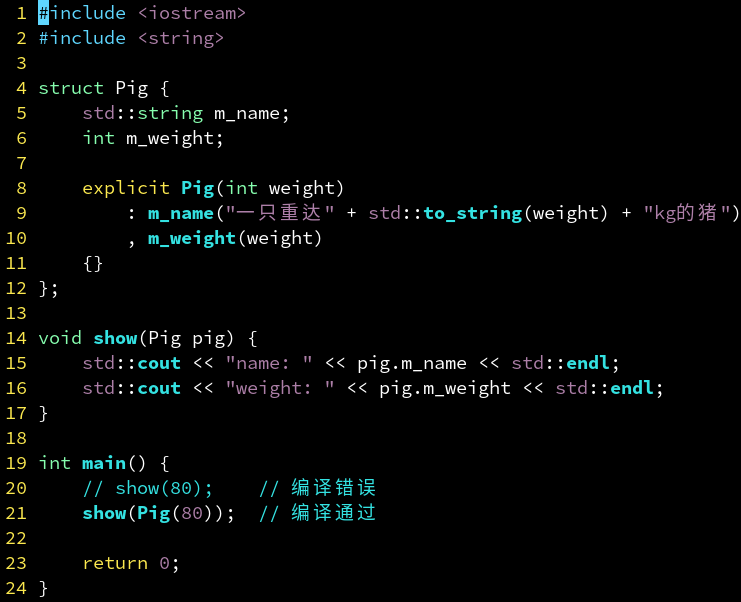 1 #include <iostream>
2 #include <string>
3
4 struct Pig {
5     std::string m_name;
6     int m_weight;
7
8     explicit Pig(int weight)
9         : m_name("一只重达" + std::to_string(weight) + "kg的猪")
10         , m_weight(weight)
11     {}
12 };
13
14 void show(Pig pig) {
15     std::cout << "name: " << pig.m_name << std::endl;
16     std::cout << "weight: " << pig.m_weight << std::endl;
17 }
18
19 int main() {
20     // show(80);    // 编译错误
21     show(Pig(80));  // 编译通过
22
23     return 0;
24 }